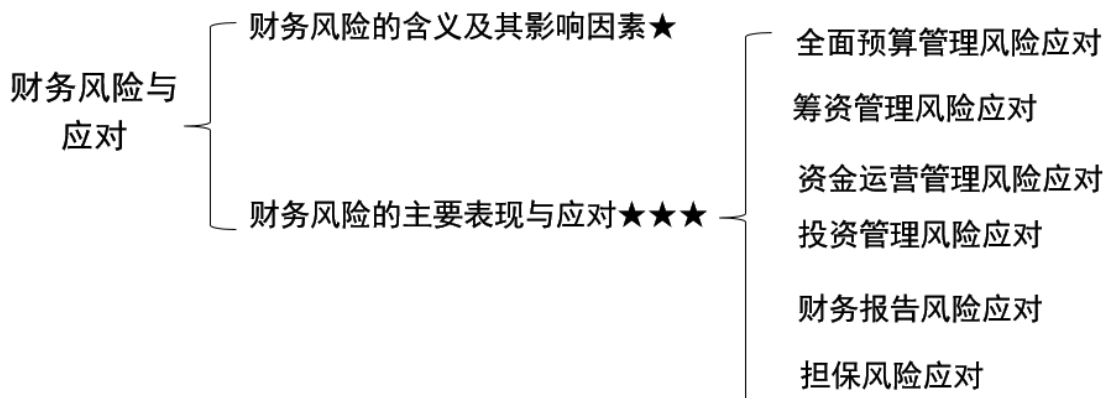 财务风险与
应对
财务风险的含义及其影响因素★
财务风险的主要表现与应对★★★
全面预算管理风险应对
筹资管理风险应对
资金运营管理风险应对
投资管理风险应对
财务报告风险应对
担保风险应对